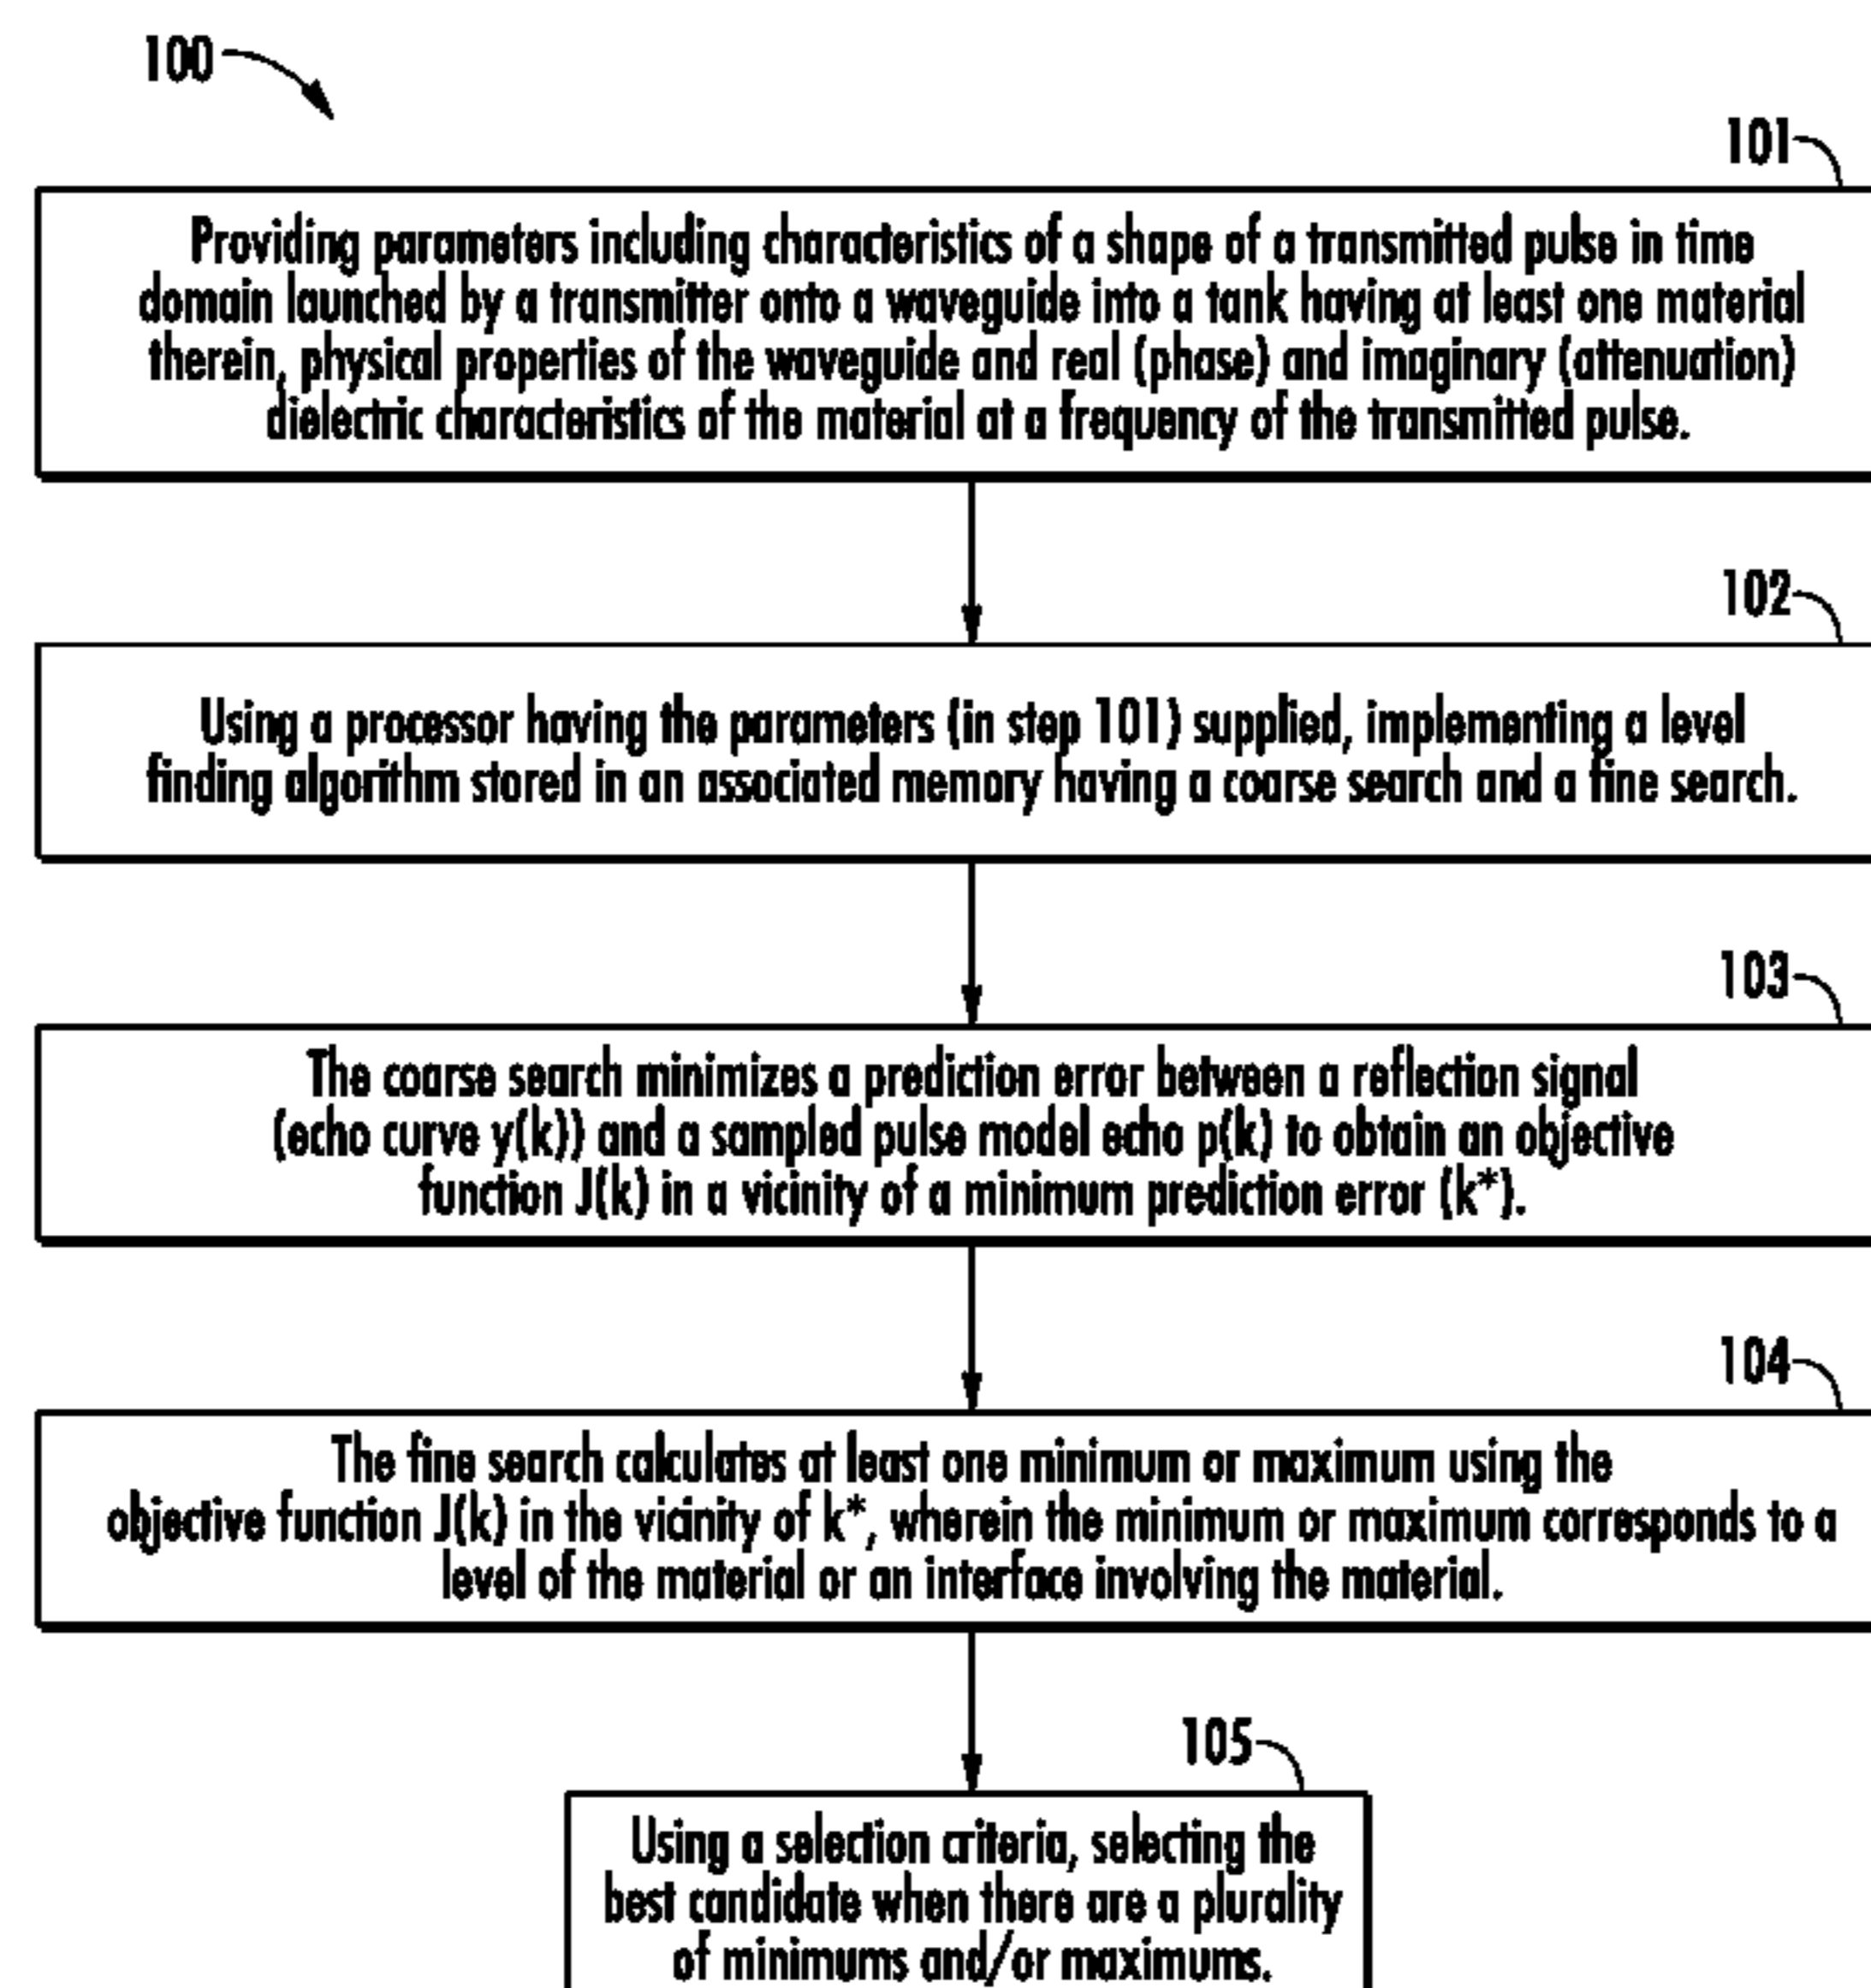 100
101
Providing parameters including characteristics of a shape of a transmitted pulse in time
domain launched by a transmitter onto a waveguide into a tank having at least one material
therein, physical properties of the waveguide and real (phase) and imaginary (attenuation)
dielectric characteristics of the material at a frequency of the transmitted pulse.
102
Using a processor having the parameters (in step 101) supplied, implementing a level
finding algorithm stored in an associated memory having a coarse search and a fine search.
103
The coarse search minimizes a prediction error between a reflection signal
(echo curve y(k)) and a sampled pulse model echo p(k) to obtain an objective
function J(k) in a vicinity of a minimum prediction error (k*).
104
The fine search calculates at least one minimum or maximum using the
objective function J(k) in the vicinity of k*, wherein the minimum or maximum corresponds to a
level of the material or an interface involving the material.
105
Using a selection criteria, selecting the
best candidate when there are a plurality
of minimums and/or maximums.